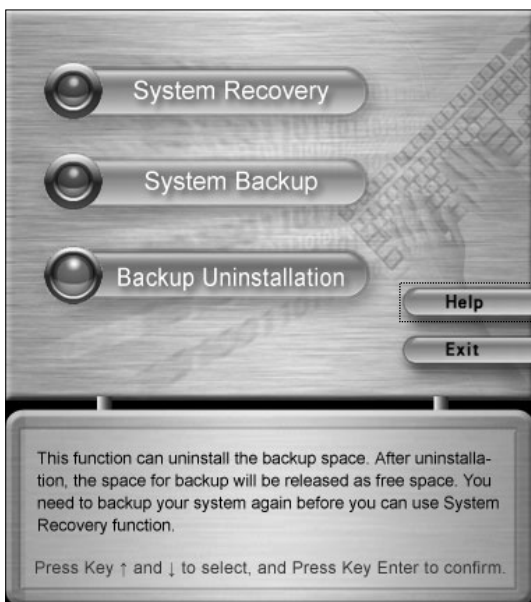 System Recovery
System Backup
Backup Uninstallation
Help
Exit
This function can uninstall the backup space. After uninstalla-
tion, the space for backup will be released as free space. You
need to backup your system again before you can use System
Recovery function.
Press Key ↑ and ↓ to select, and Press Key Enter to confirm.